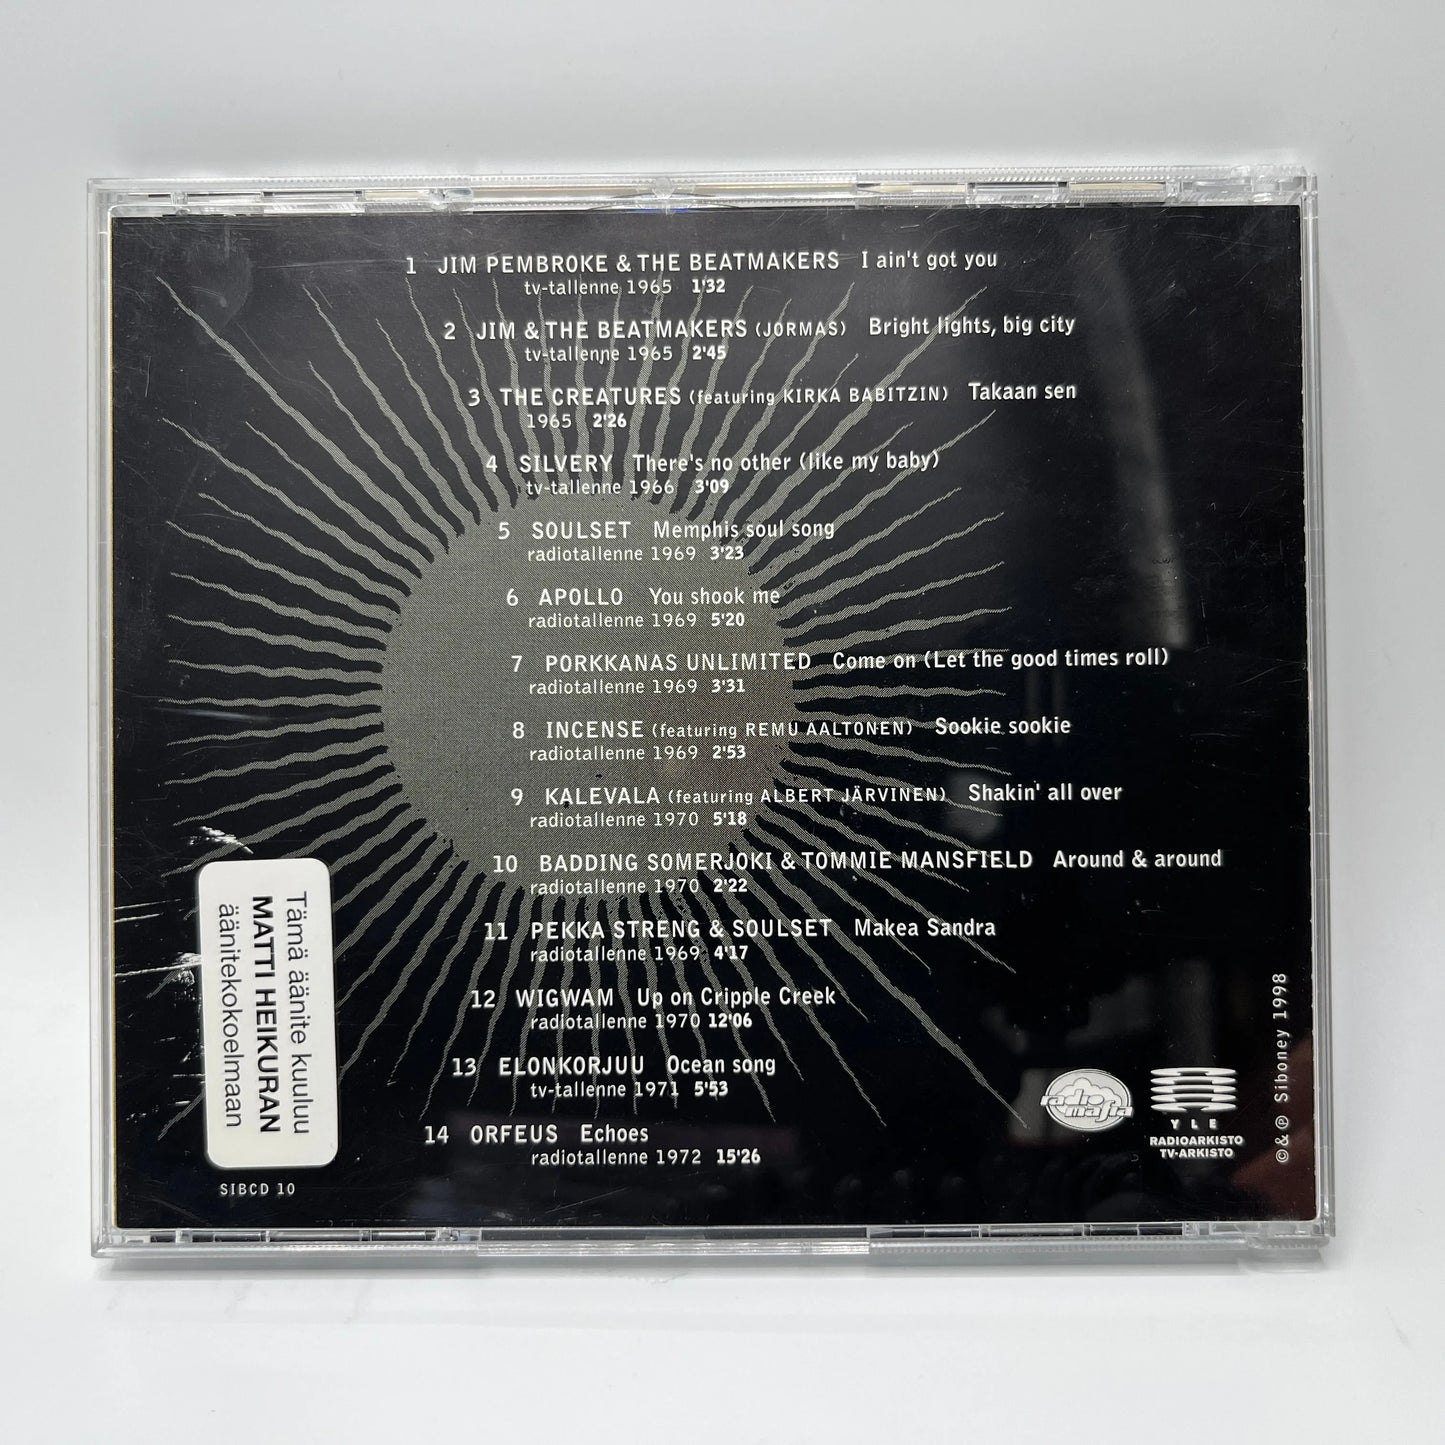 1 JIM PEMBROKE & THE BEATMAKERS I ain't got you
tv-tallenne 1965 1'32
2 JIM & THE BEATMAKERS (JORMAS) Bright lights, big city
tv-tallenne 1965 2'45
3 THE CREATURES (featuring KIRKA BABITZIN) Takaan sen
1965 2'26
4 SILVERY There's no other (like my baby)
tv-tallenne 1966 3'09
5 SOULSET Memphis soul song
radiotallenne 1969 3'23
6 APOLLO You shook me
radiotallenne 1969 5'20
7 PORKKANAS UNLIMITED Come on (Let the good times roll)
radiotallenne 1969 3'31
8 INCENSE (featuring REMU AALTONEN) Sookie sookie
radiotallenne 1969 2'53
9 KALEVALA (featuring ALBERT JÄRVINEN) Shakin' all over
radiotallenne 1970 5'18
10 BADDING SOMERJOKI & TOMMIE MANSFIELD Around & around
radiotallenne 1970 2'22
11 PEKKA STRENG & SOULSET Makea Sandra
radiotallenne 1969 4'17
12 WIGWAM Up on Cripple Creek
radiotallenne 1970 12'06
13 ELONKORJUU Ocean song
tv-tallenne 1971 5'53
14 ORFEUS Echoes
radiotallenne 1972 15'26
Tämä äänite kuuluu
MATTI HEIKURAN
äänitekokoelmaan
SIBCD 10
radio
mafia
YLE
RADIOARKISTO
TV-ARKISTO
©&℗ Siboney 1998